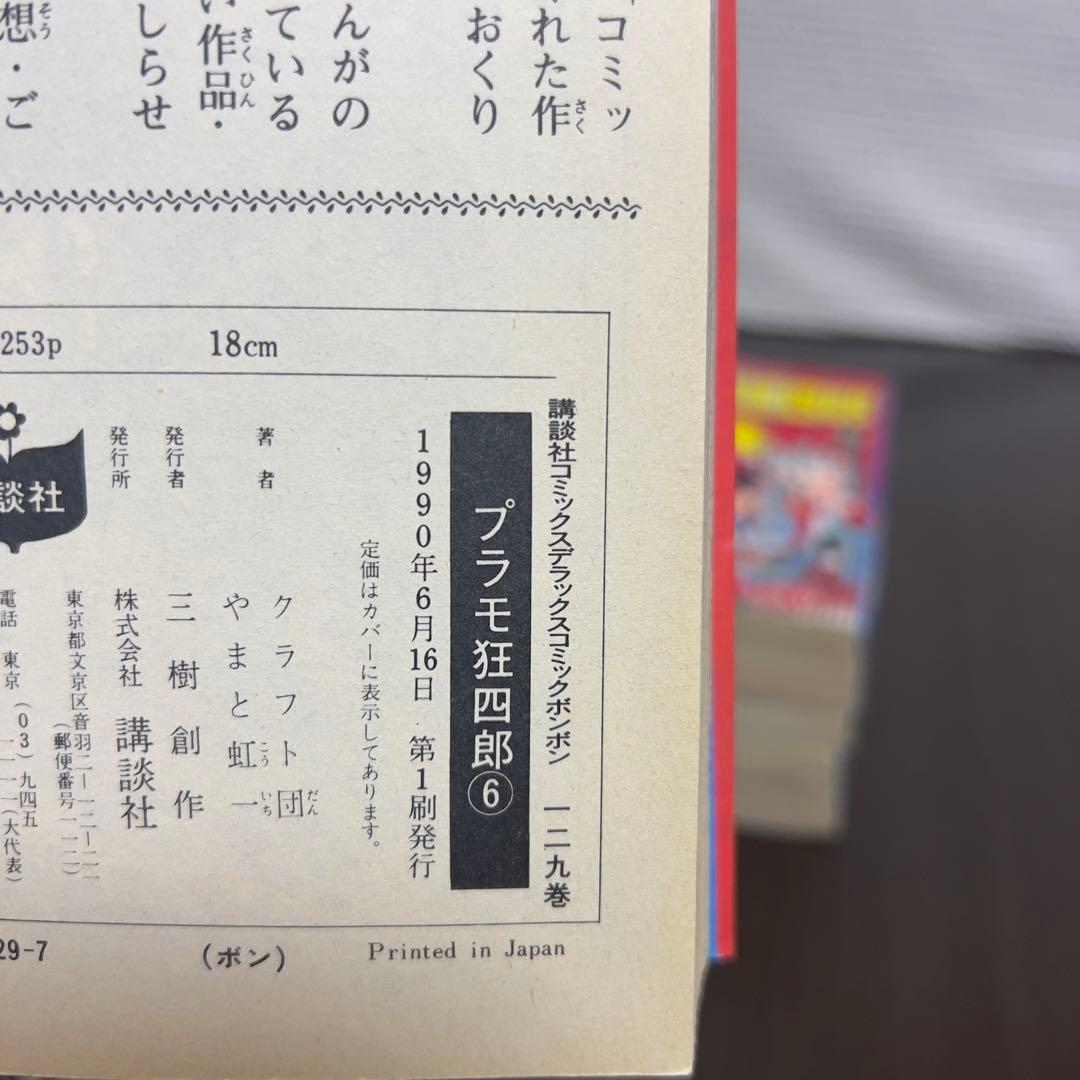 コミッ
れた作
おくり
んがの
ている
い作品・
しらせ
想・ご
253p
18cm
講談社コミックスデラックスコミックボンボン 一二九巻
プラモ狂四郎⑥
1990年6月16日 第1刷発行
定価はカバーに表示してあります。
著者 クラフト団
やまと虹一
発行者 三樹創作
発行所 株式会社 講談社
東京都文京区音羽二-一二-二一
(郵便番号一一二)
電話 東京(03)九四五
一一一一(大代表)
談社
29-7
(ボン)
Printed in Japan